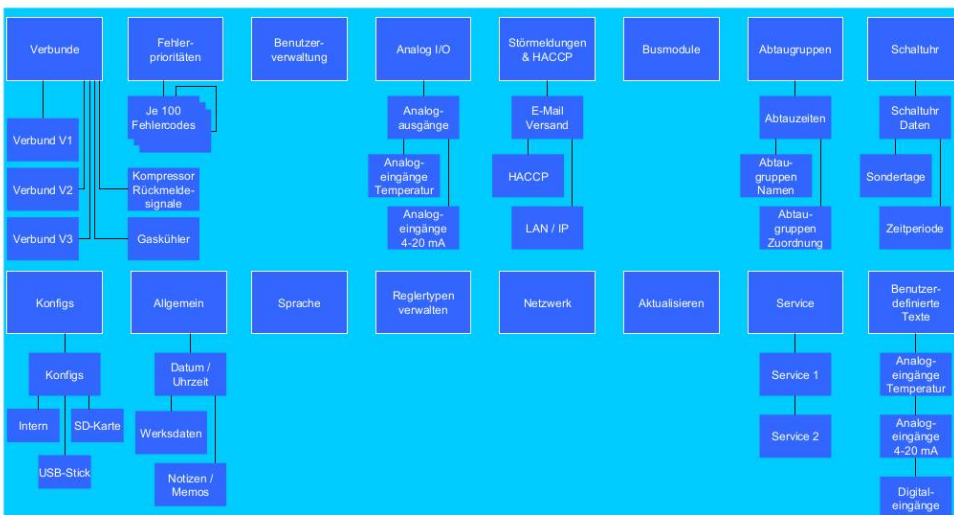 Verbunde
Fehler-
prioritäten
Benutzer-
verwaltung
Analog I/O
Störmeldungen
& HACCP
Busmodule
Abtaugruppen
Schaltuhr
Je 100
Fehlercodes
Analog-
ausgänge
E-Mail
Versand
Abtauzeiten
Schaltuhr
Daten
Verbund V1
Verbund V2
Kompressor
Rückmelde-
signale
Analog-
eingänge
Temperatur
HACCP
Abtau-
gruppen
Namen
Sondertage
Verbund V3
Gaskühler
Analog-
eingänge
4-20 mA
LAN / IP
Abtau-
gruppen
Zuordnung
Zeitperiode
Konfigs
Allgemein
Sprache
Reglertypen
verwalten
Netzwerk
Aktualisieren
Service
Benutzer-
definierte
Texte
Konfigs
Datum /
Uhrzeit
Service 1
Analog-
eingänge
Temperatur
Intern
SD-Karte
Werksdaten
Service 2
Analog-
eingänge
4-20 mA
USB-Stick
Notizen /
Memos
Digital-
eingänge